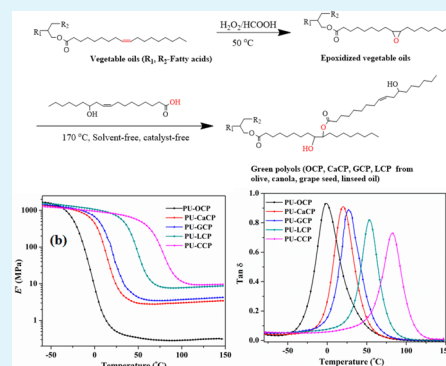 R₂
R₁
O
O
H₂O₂/HCOOH
50 °C
R₂
R₁
O
O
O
Vegetable oils (R₁, R₂-Fatty acids)
Epoxidized vegetable oils
O
OH
OH
170 °C, Solvent-free, catalyst-free
OH
O
O
R₂
R₁
O
O
HO
Green polyols (OCP, CaCP, GCP, LCP from
olive, canola, grape seed, linseed oil)
1000
100
10
1
E' (MPa)
(b)
PU-OCP
PU-CaCP
PU-GCP
PU-LCP
PU-CCP
-50 0 50 100 150
Temperature (°C)
1.0
0.8
0.6
0.4
0.2
0.0
Tan δ
PU-OCP
PU-CaCP
PU-GCP
PU-LCP
PU-CCP
-50 0 50 100 150
Temperature (°C)